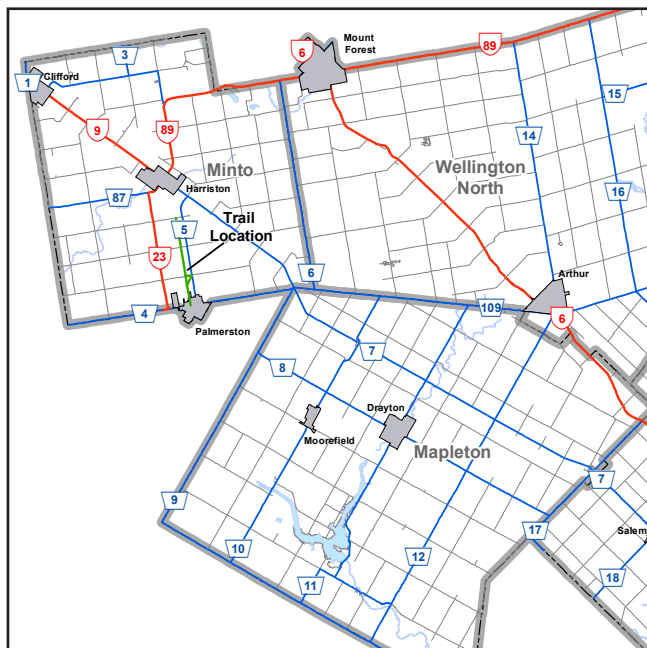 Mount
Forest
6
89
3
1
Clifford
15
9
89
14
Minto
Wellington
North
16
87
Harriston
5
Trail
Location
23
6
Arthur
4
109
6
Palmerston
7
8
Drayton
Moorefield
Mapleton
7
9
17
Salem
10
12
11
18